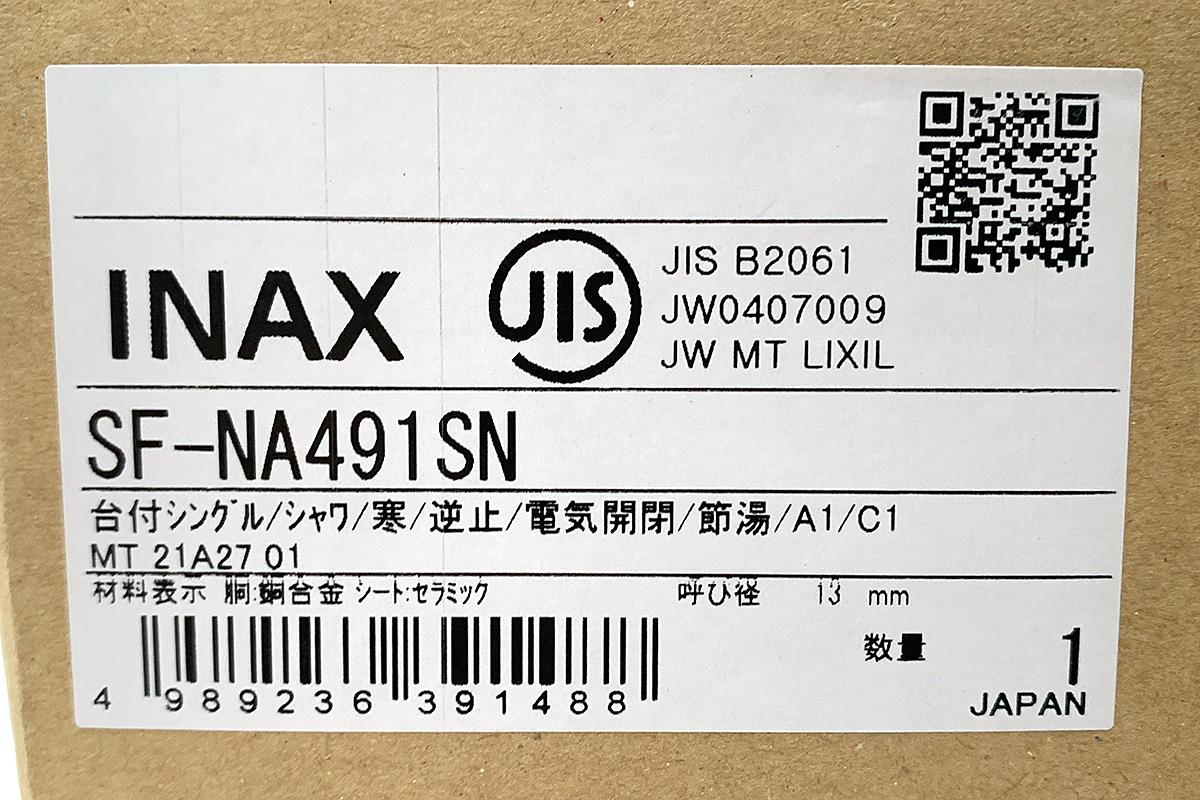 INAX
JIS
JIS B2061
JW0407009
JW MT LIXIL
SF-NA491SN
台付シングル/シャワ/寒/逆止/電気開閉/節湯/A1/C1
MT 21A27 01
材料表示 胴:銅合金 シート:セラミック 呼び径 13 mm
数量 1
4 989236 391488
JAPAN